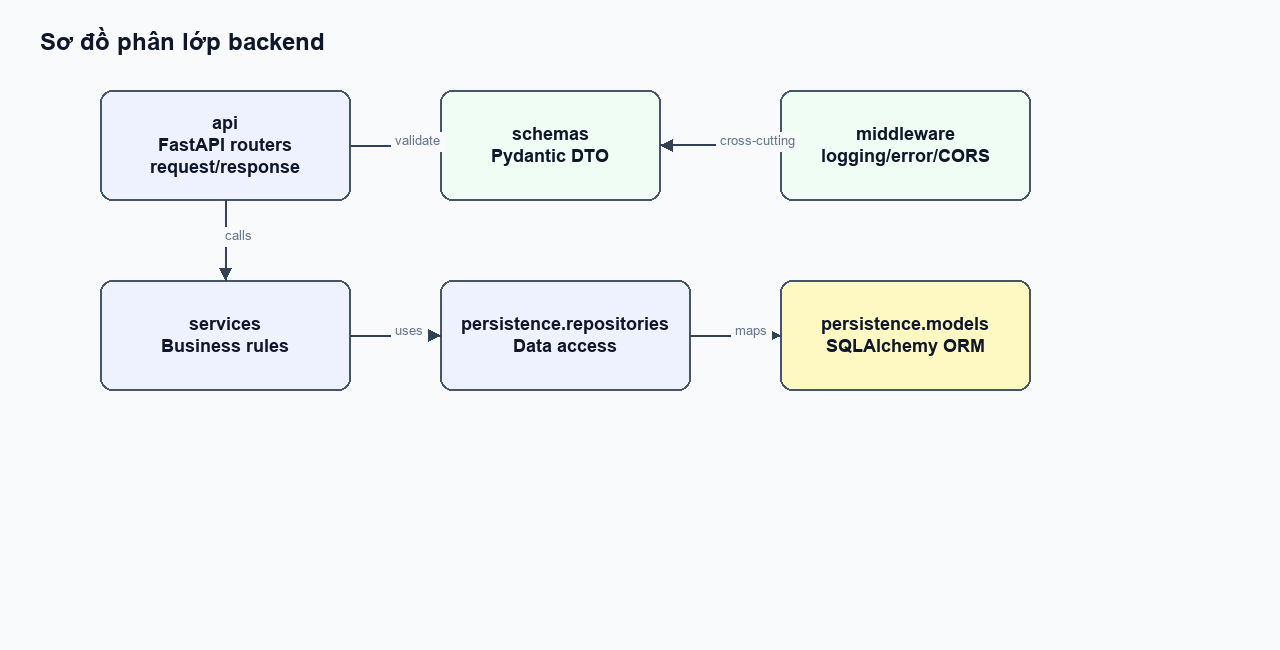 Sơ đồ phân lớp backend
api
FastAPI routers
request/response
validate
schemas
Pydantic DTO
cross-cutting
middleware
logging/error/CORS
calls
services
Business rules
uses
persistence.repositories
Data access
maps
persistence.models
SQLAlchemy ORM